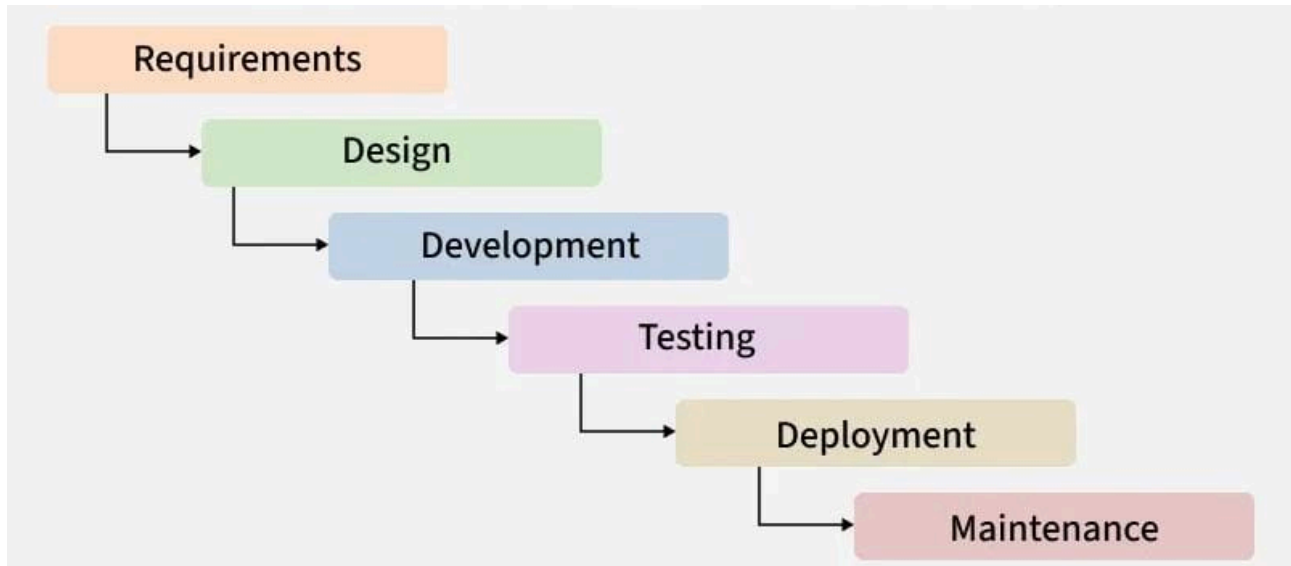 Requirements
Design
Development
Testing
Deployment
Maintenance